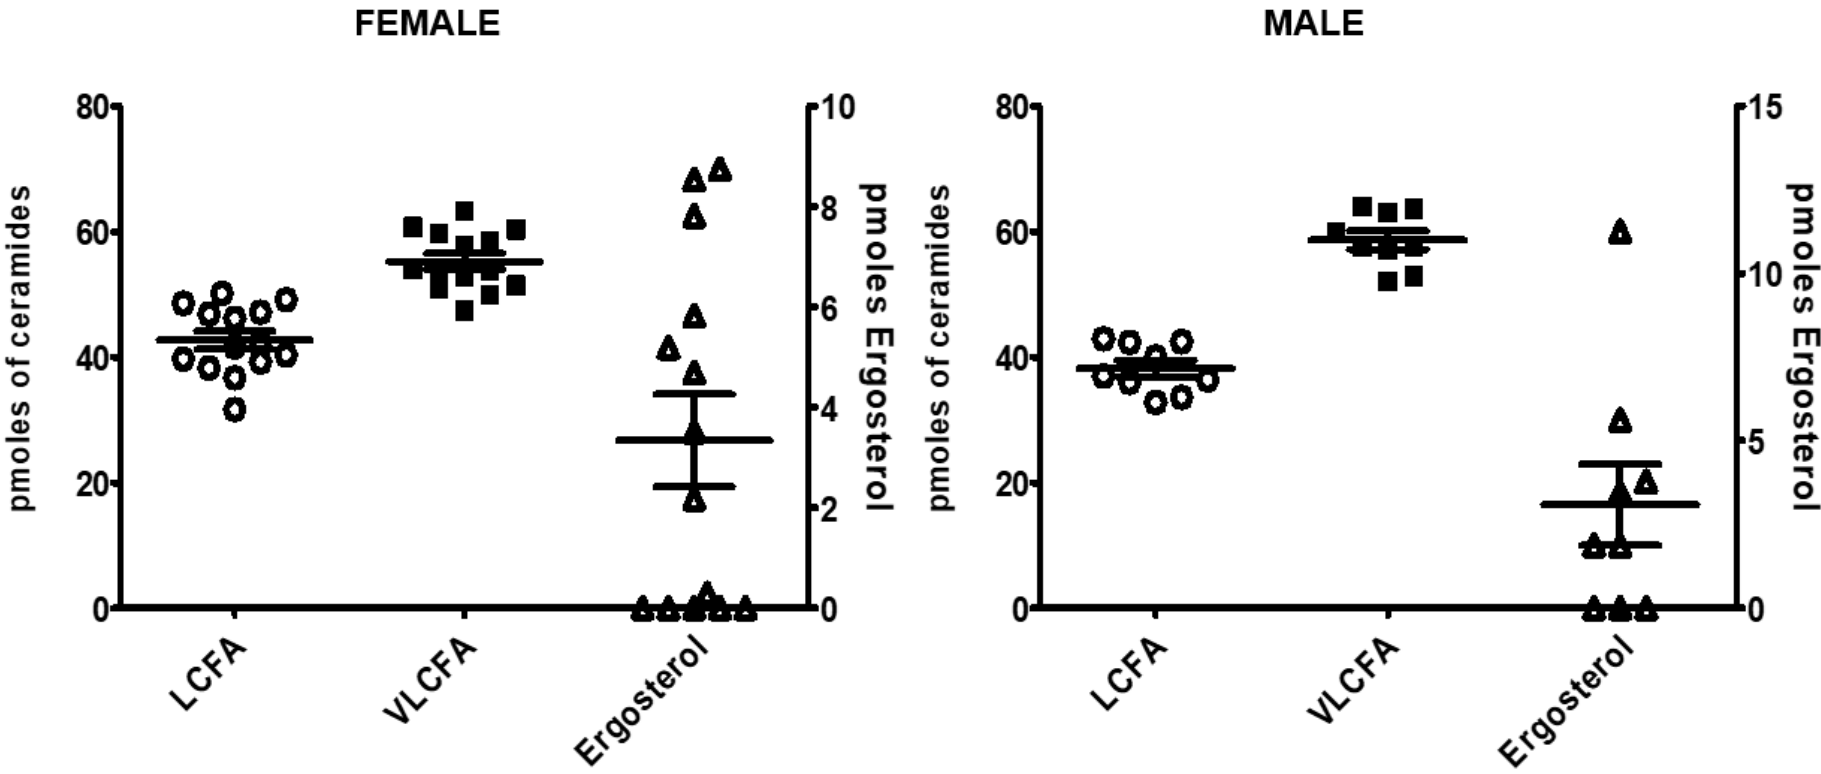 FEMALE
pmoles of ceramides
80
60
40
20
0
10
8
6
4
2
0
pmoles Ergosterol
LCFA
VLCFA
Ergosterol
MALE
pmoles of ceramides
80
60
40
20
0
15
10
5
0
pmoles Ergosterol
LCFA
VLCFA
Ergosterol